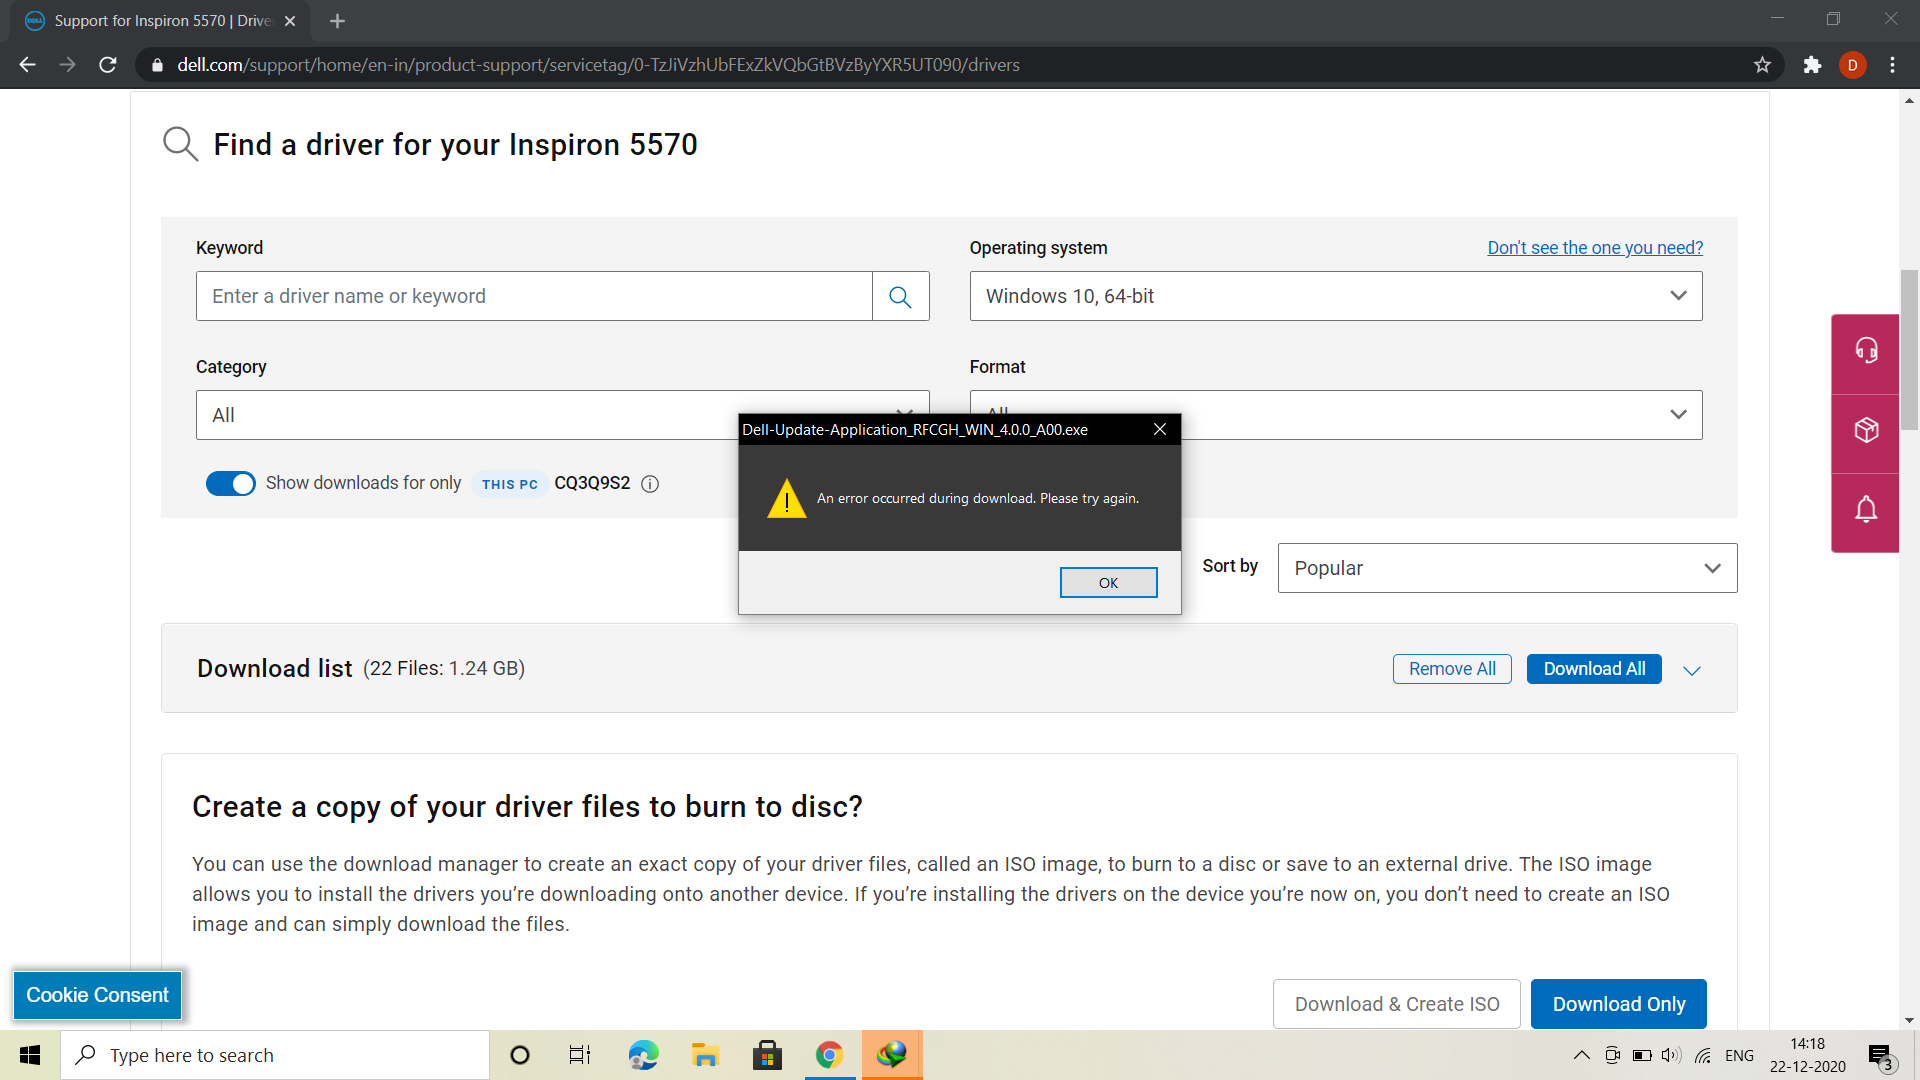 Support for Inspiron 5570 | Drive
dell.com/support/home/en-in/product-support/servicetag/0-TzJiVzhUbFExZkVQbGtBVzByYXR5UT090/drivers
D
Find a driver for your Inspiron 5570
Keyword
Operating system
Don't see the one you need?
Enter a driver name or keyword
Windows 10, 64-bit
Category
Format
All
All
Dell-Update-Application_RFCGH_WIN_4.0.0_A00.exe
Show downloads for only THIS PC CQ3Q9S2
An error occurred during download. Please try again.
OK
Sort by
Popular
Download list (22 Files: 1.24 GB)
Remove All
Download All
Create a copy of your driver files to burn to disc?
You can use the download manager to create an exact copy of your driver files, called an ISO image, to burn to a disc or save to an external drive. The ISO image
allows you to install the drivers you’re downloading onto another device. If you’re installing the drivers on the device you’re now on, you don’t need to create an ISO
image and can simply download the files.
Cookie Consent
Download & Create ISO
Download Only
Type here to search
ENG
14:18
22-12-2020
3